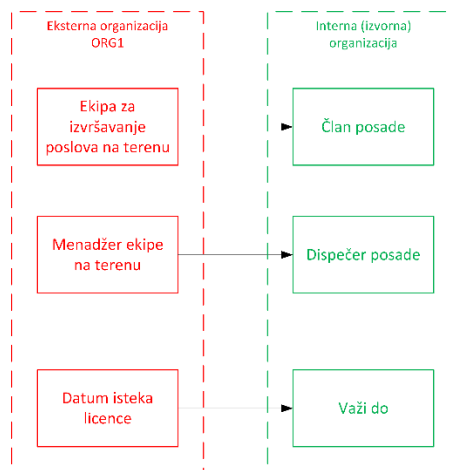 Eksterna organizacija
ORG1
Interna (izvorna)
organizacija
Ekipa za
izvršavanje
poslova na terenu
Član posade
Menadžer ekipe
na terenu
Dispečer posade
Datum isteka
licence
Važi do